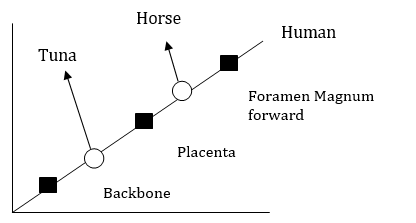 Horse
Human
Tuna
Foramen Magnum
forward
Placenta
Backbone